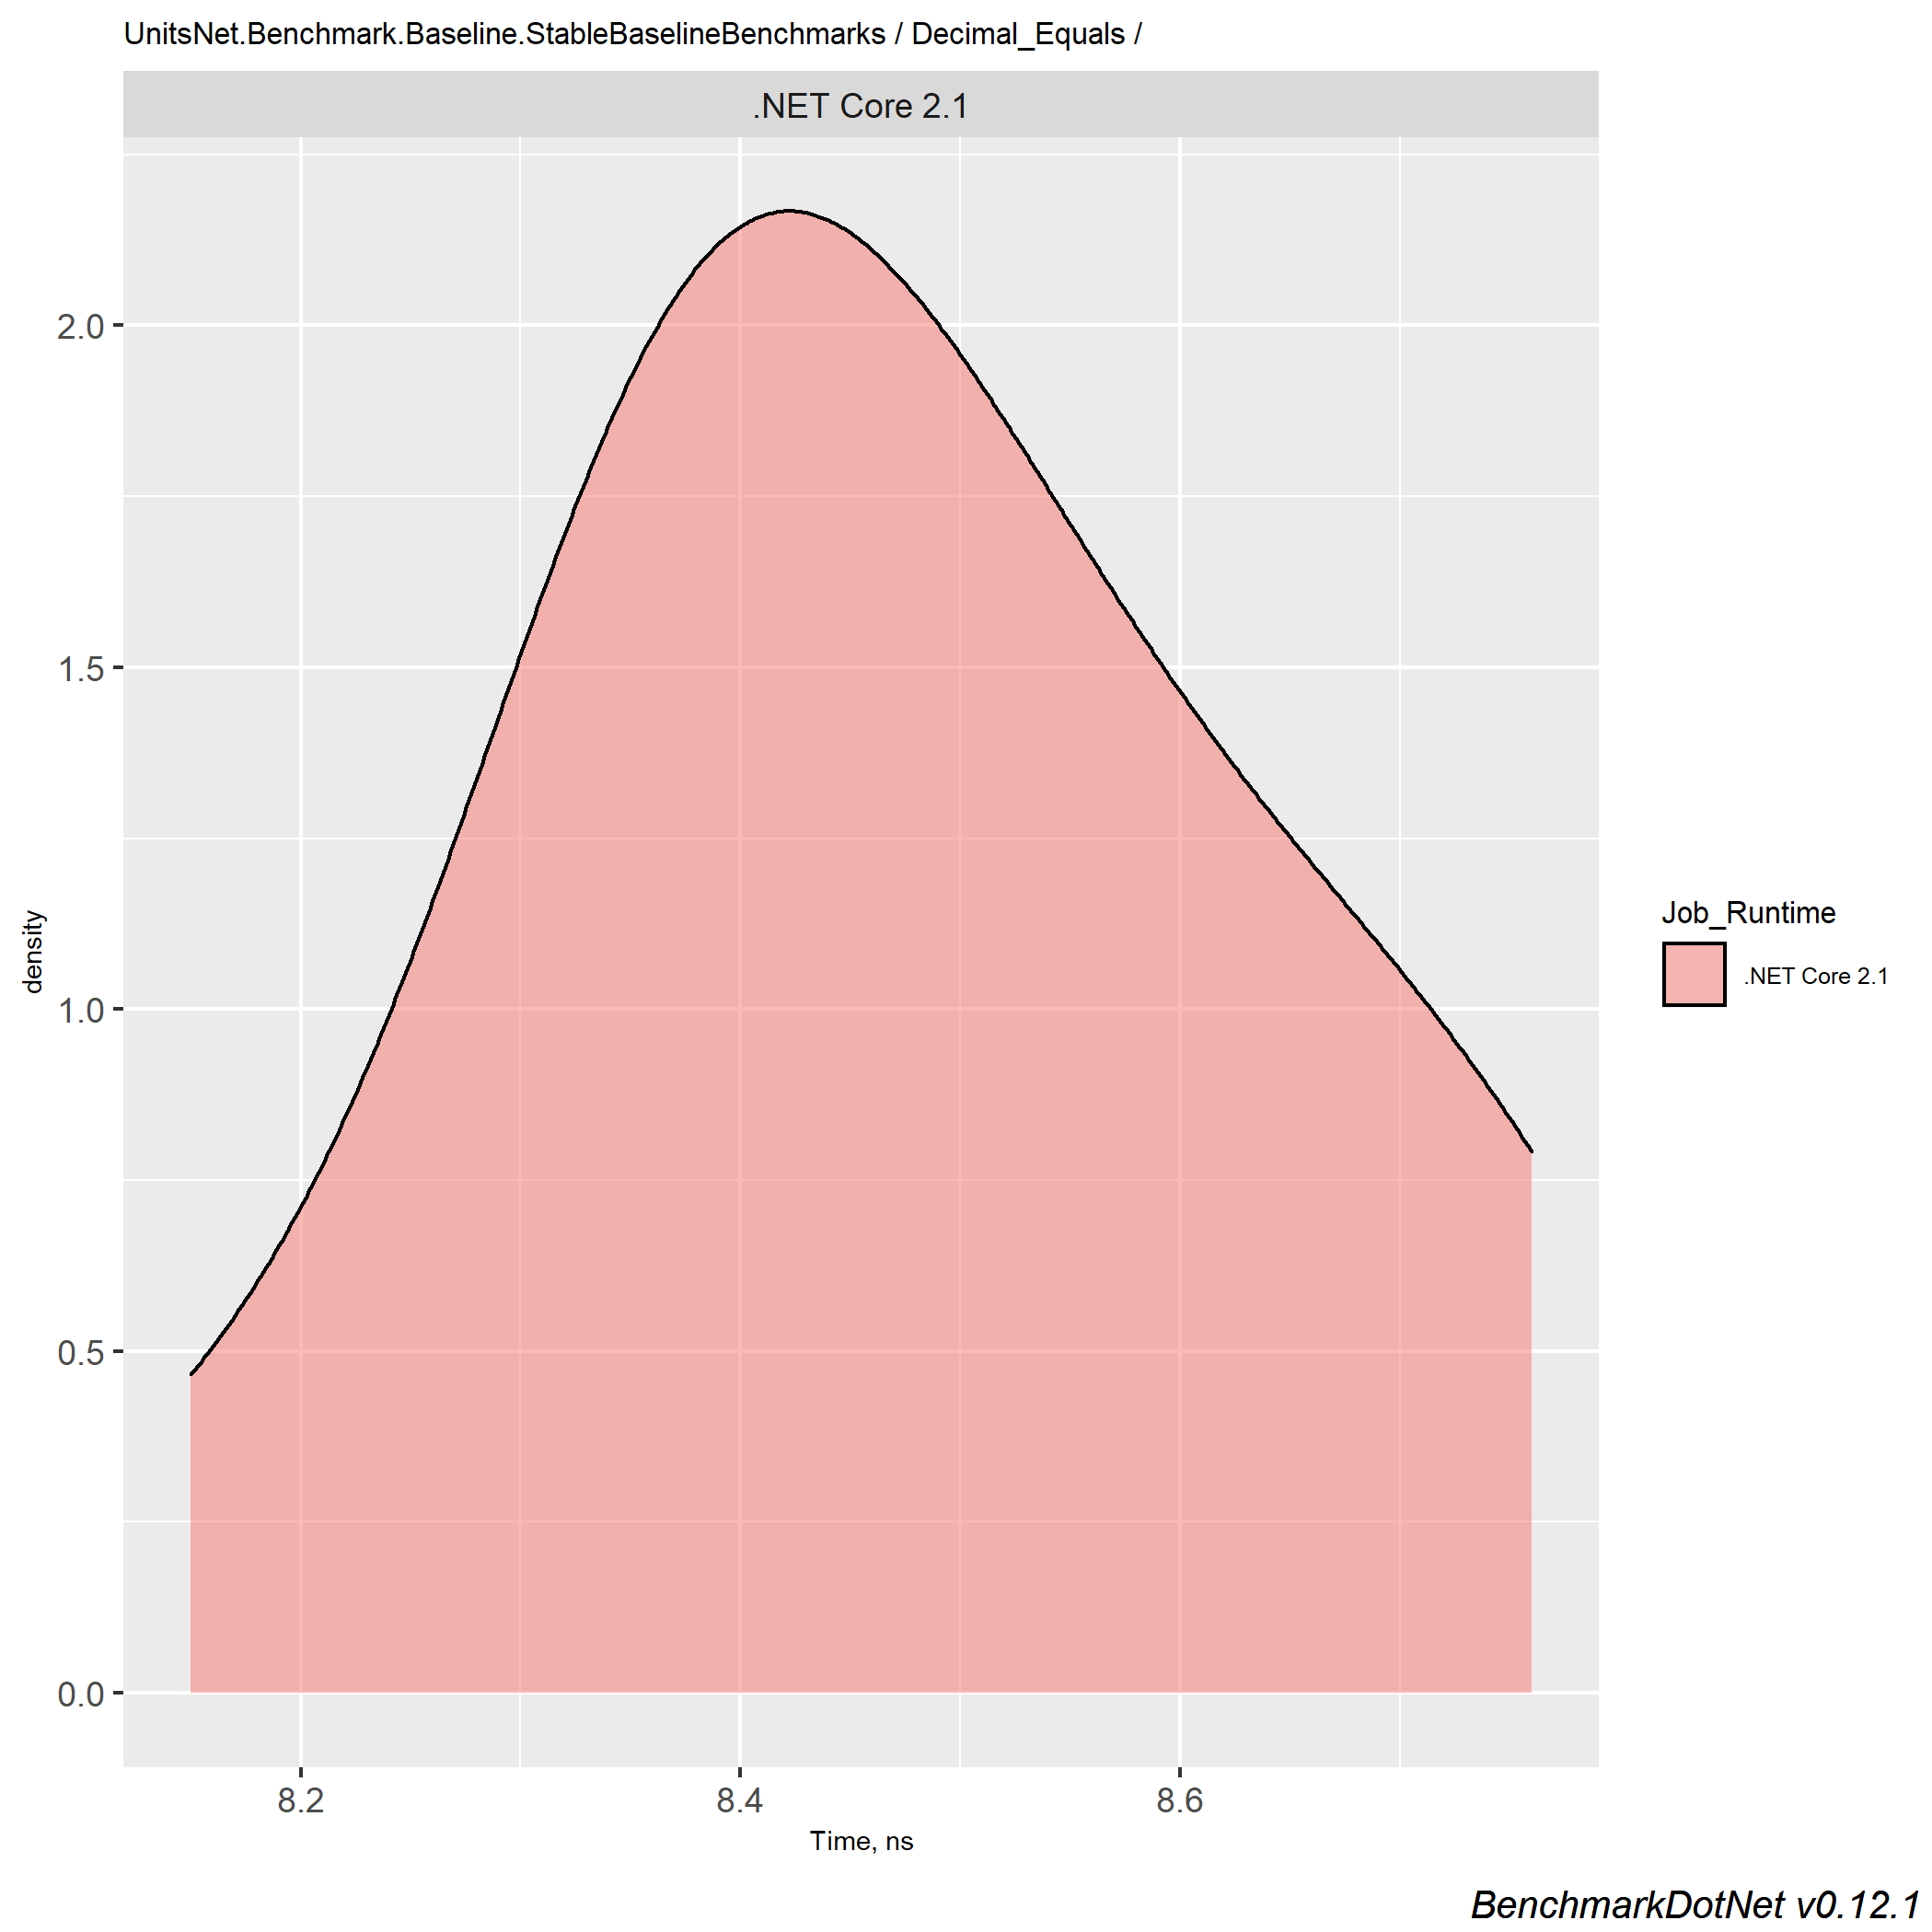 UnitsNet.Benchmark.Baseline.StableBaselineBenchmarks / Decimal_Equals /
.NET Core 2.1
2.0
1.5
1.0
0.5
0.0
density
8.2 8.4 8.6
Time, ns
Job_Runtime
.NET Core 2.1
BenchmarkDotNet v0.12.1